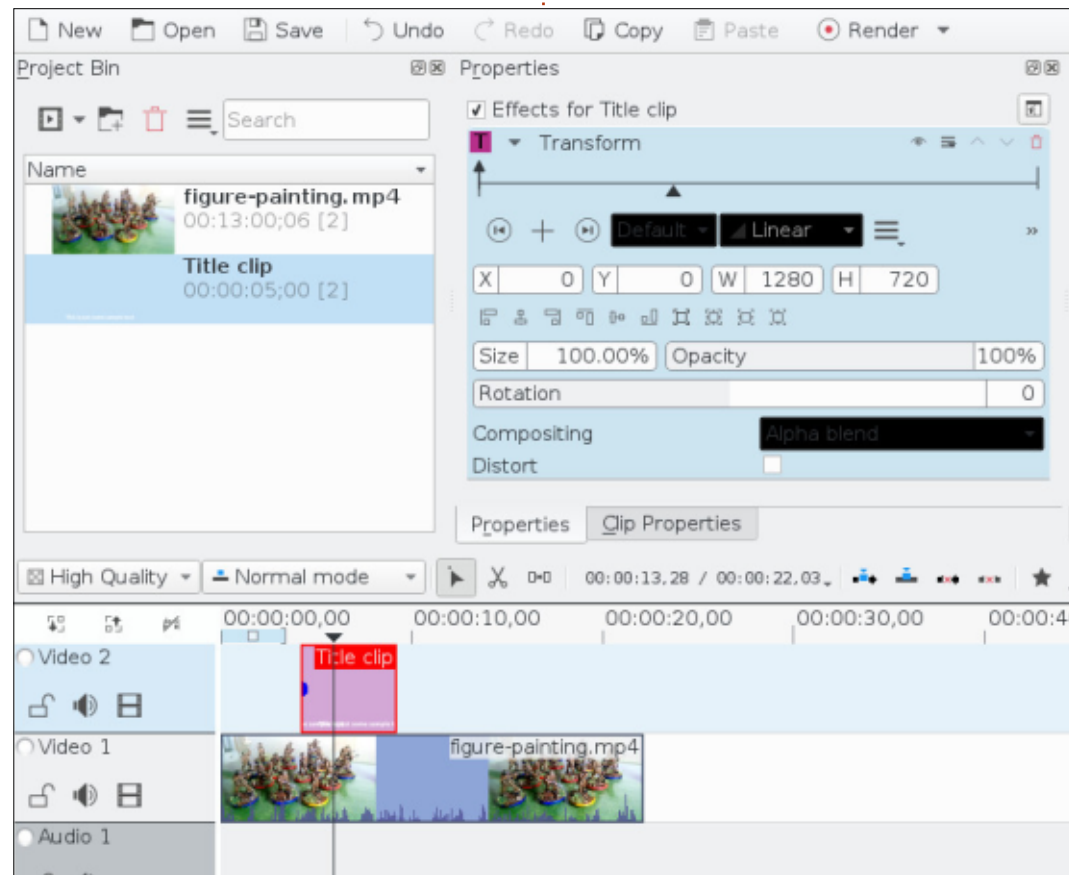 New Open Save Undo Redo Copy Paste Render
Project Bin
Search
Name
figure-painting.mp4
00:13:00;06 [2]
Title clip
00:00:05;00 [2]
Properties
Effects for Title clip
T Transform
Default Linear
X 0 Y 0 W 1280 H 720
Size 100.00% Opacity 100%
Rotation 0
Compositing Alpha blend
Distort
Properties Clip Properties
High Quality Normal mode 00:00:13,28 / 00:00:22,03
00:00:00,00 00:00:10,00 00:00:20,00 00:00:30,00 00:00:4
Video 2
Title clip
Video 1
figure-painting.mp4
Audio 1